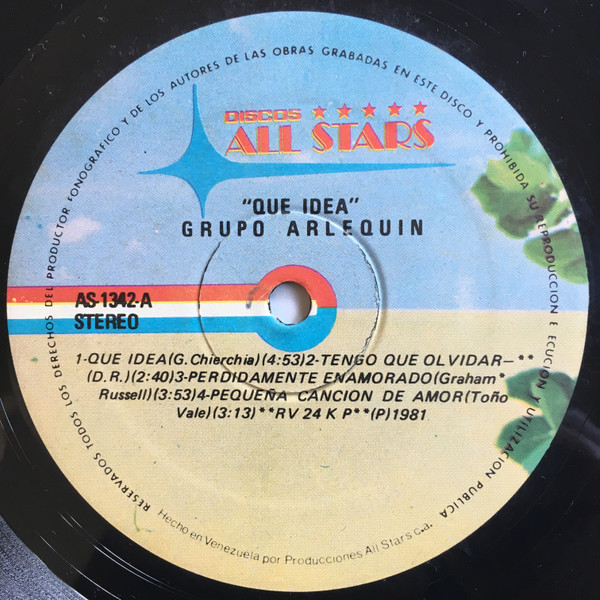 RESERVADOS TODOS LOS DERECHOS DEL PRODUCTOR FONOGRAFICO Y DE LOS AUTORES DE LAS OBRAS GRABADAS EN ESTE DISCO Y PROHIBIDA SU REPRODUCCION E ECUCION Y UTILIZACION PUBLICA
DISCOS
ALL STARS
"QUE IDEA"
GRUPO ARLEQUIN
AS-1342-A
STEREO
1-QUE IDEA(G.Chierchia)(4:53)2-TENGO QUE OLVIDAR—**
(D.R.)(2:40)3-PERDIDAMENTE ENAMORADO(Graham*
Russell)(3:53)4-PEQUEÑA CANCION DE AMOR(Toño
Vale)(3:13)**RV 24 K P**(P)1981
Hecho en Venezuela por Producciones All Stars c.a.